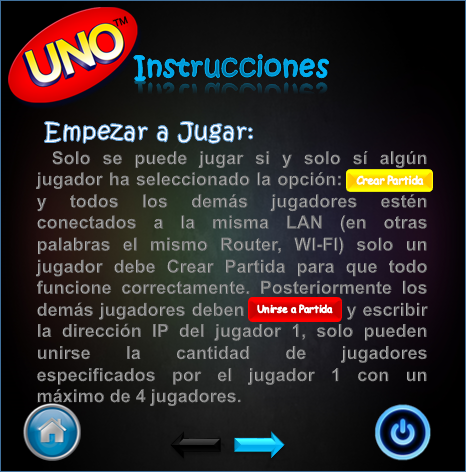 UNO™
Instrucciones
Empezar a Jugar:
Solo se puede jugar si y solo sí algún
jugador ha seleccionado la opción: Crear Partida
y todos los demás jugadores estén
conectados a la misma LAN (en otras
palabras el mismo Router, WI-FI) solo un
jugador debe Crear Partida para que todo
funcione correctamente. Posteriormente los
demás jugadores deben Unirse a Partida y escribir
la dirección IP del jugador 1, solo pueden
unirse la cantidad de jugadores
especificados por el jugador 1 con un
máximo de 4 jugadores.